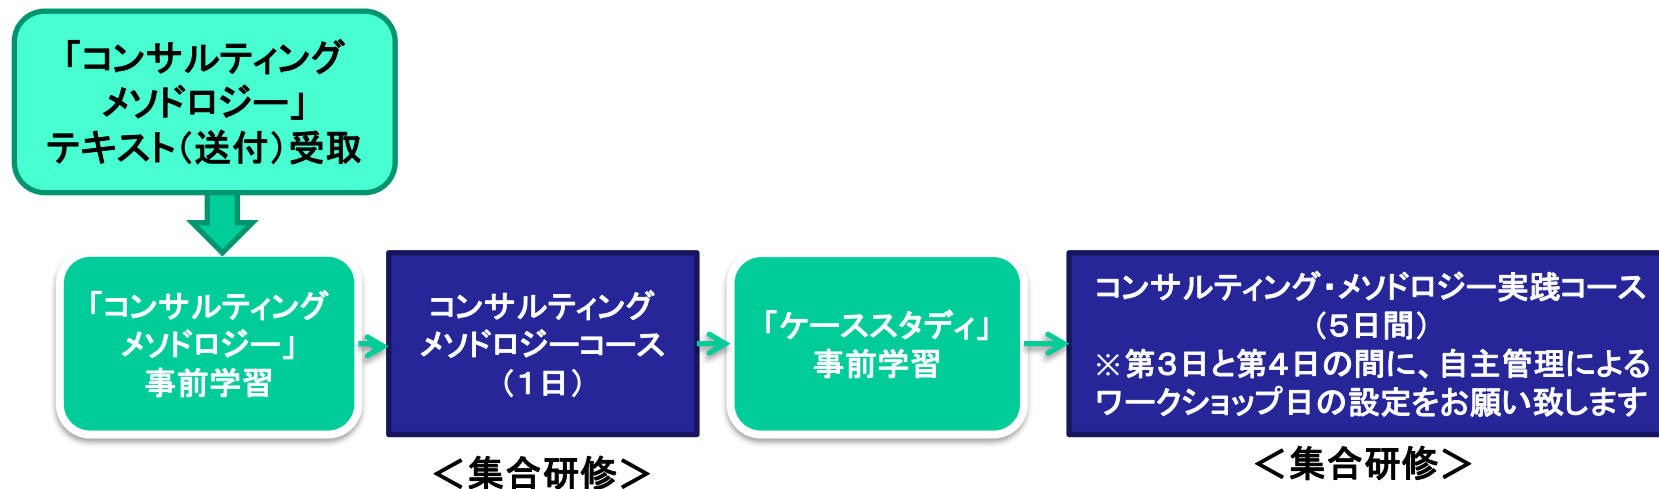 「コンサルティング
メソドロジー」
テキスト(送付)受取
「コンサルティング
メソドロジー」
事前学習
コンサルティング
メソドロジーコース
(1日)
<集合研修>
「ケーススタディ」
事前学習
コンサルティング・メソドロジー実践コース
(5日間)
※第3日と第4日の間に、自主管理による
ワークショップ日の設定をお願い致します
<集合研修>